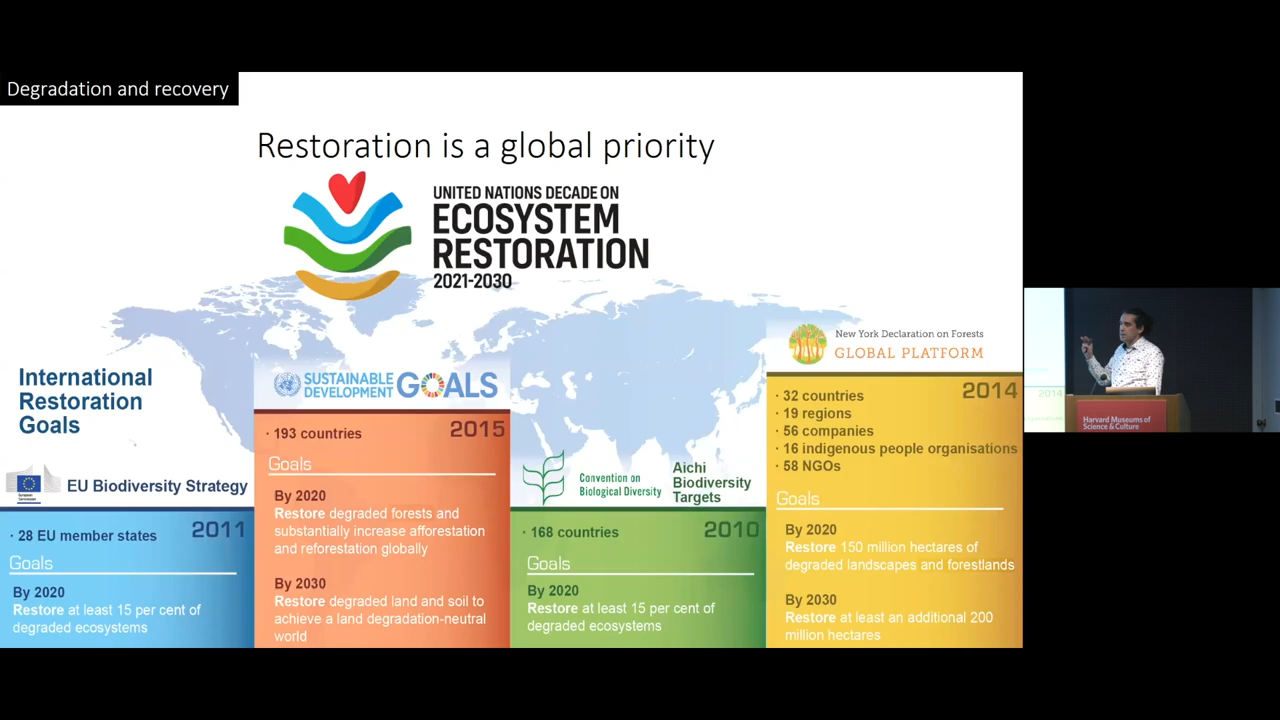 Degradation and recovery
Restoration is a global priority
UNITED NATIONS DECADE ON
ECOSYSTEM
RESTORATION
2021-2030
International
Restoration
Goals
EU Biodiversity Strategy
2011
· 28 EU member states
Goals
By 2020
Restore at least 15 per cent of
degraded ecosystems
SUSTAINABLE
DEVELOPMENT
GOALS
2015
· 193 countries
Goals
By 2020
Restore degraded forests and
substantially increase afforestation
and reforestation globally
By 2030
Restore degraded land and soil to
achieve a land degradation-neutral
world
Convention on
Biological Diversity
Aichi
Biodiversity
Targets
2010
· 168 countries
Goals
By 2020
Restore at least 15 per cent of
degraded ecosystems
New York Declaration on Forests
GLOBAL PLATFORM
2014
· 32 countries
· 19 regions
· 56 companies
· 16 indigenous people organisations
· 58 NGOs
Goals
By 2020
Restore 150 million hectares of
degraded landscapes and forestlands
By 2030
Restore at least an additional 200
million hectares
2014
Harvard Museums of
Science & Culture